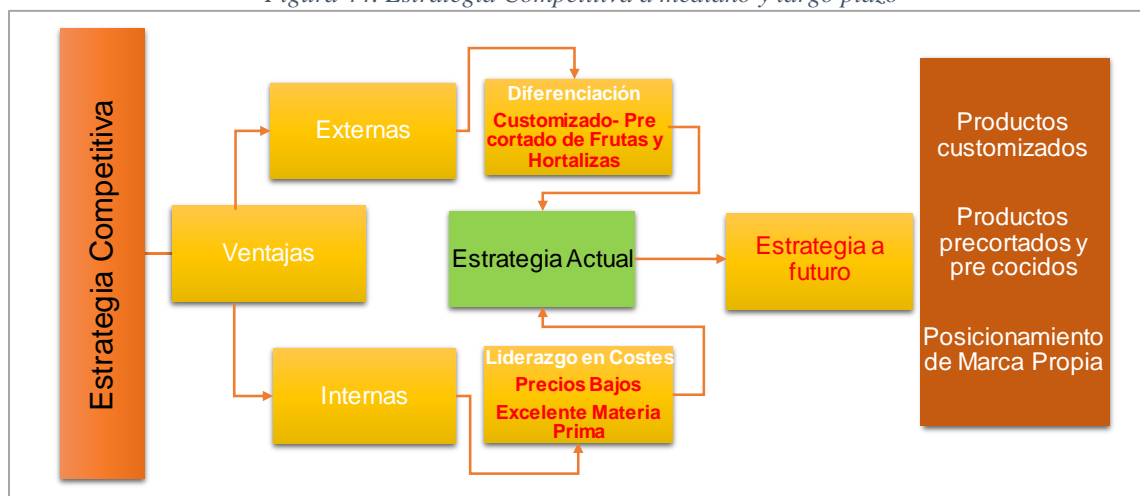 Estrategia Competitiva
Ventajas
Externas
Diferenciación
Customizado- Pre
cortado de Frutas y
Hortalizas
Internas
Liderazgo en Costes
Precios Bajos
Excelente Materia
Prima
Estrategia Actual
Estrategia a
futuro
Productos
customizados
Productos
precortados y
pre cocidos
Posicionamiento
de Marca Propia